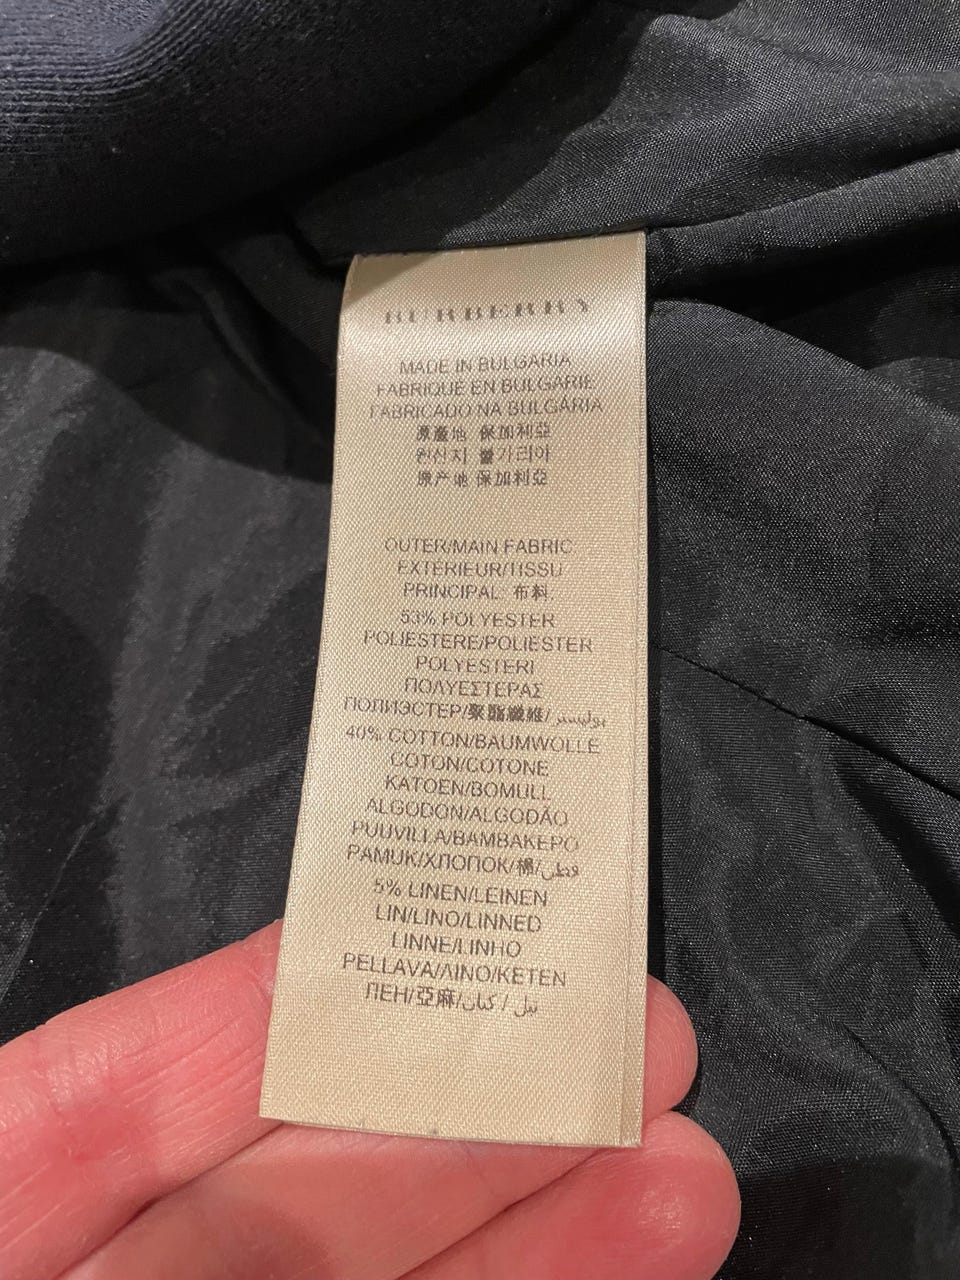 BURBERRY
MADE IN BULGARIA
FABRIQUE EN BULGARIE
FABRICADO NA BULGÁRIA
原產地 保加利亞
원산지 불가리아
原产地 保加利亞
OUTER/MAIN FABRIC
EXTERIEUR/TISSU
PRINCIPAL 布料
53% POLYESTER
POLIESTERE/POLIESTER
POLYESTERI
ΠΟΛΥΕΣΤΕΡΑΣ
ПОЛИЭСТЕР/聚酯纖維/بوليستر
40% COTTON/BAUMWOLLE
COTON/COTONE
KATOEN/BOMULL
ALGODON/ALGODÃO
PUUVILLA/BAMBAKEPO
PAMUK/ХЛОПОК/棉/قطن
5% LINEN/LEINEN
LIN/LINO/LINNED
LINNE/LINHO
PELLAVA/ΛINO/KETEN
ЛЕН/亞麻/كتان/